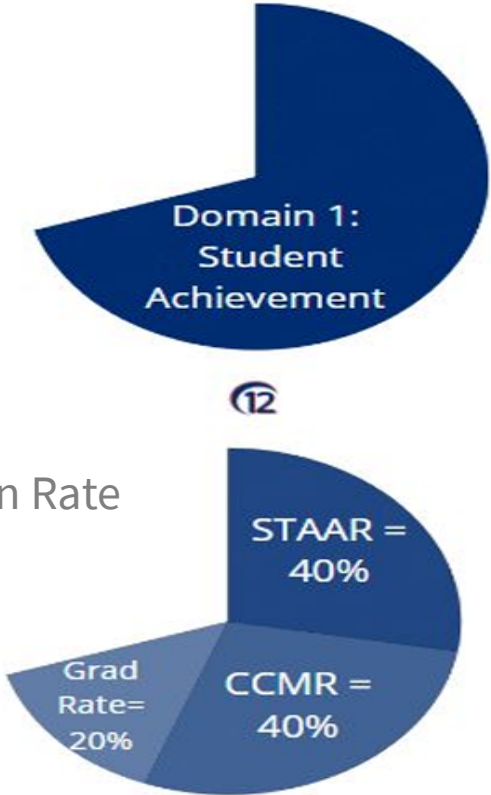 Domain 1:
Student
Achievement
12
n Rate
STAAR =
40%
CCMR =
40%
Grad
Rate=
20%